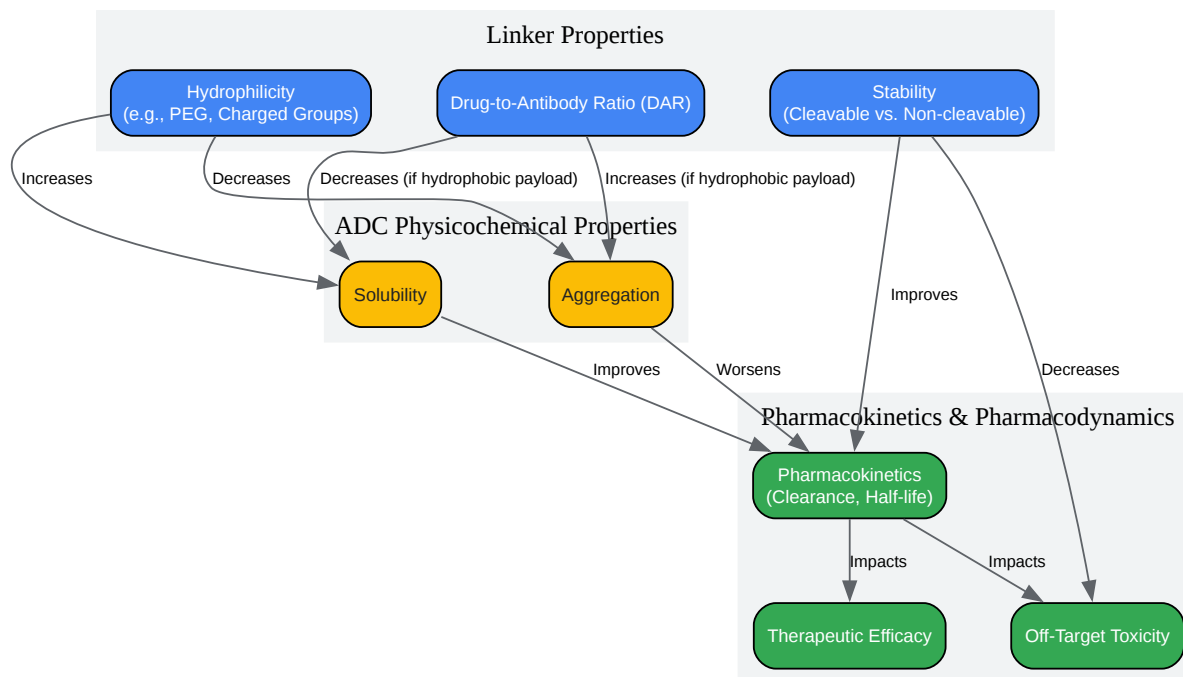 Linker Properties
Hydrophilicity
(e.g., PEG, Charged Groups)
Drug-to-Antibody Ratio (DAR)
Stability
(Cleavable vs. Non-cleavable)
Increases
Decreases
Decreases (if hydrophobic payload)
Increases (if hydrophobic payload)
ADC Physicochemical Properties
Solubility
Aggregation
Improves
Improves
Worsens
Decreases
Pharmacokinetics & Pharmacodynamics
Pharmacokinetics
(Clearance, Half-life)
Impacts
Impacts
Therapeutic Efficacy
Off-Target Toxicity